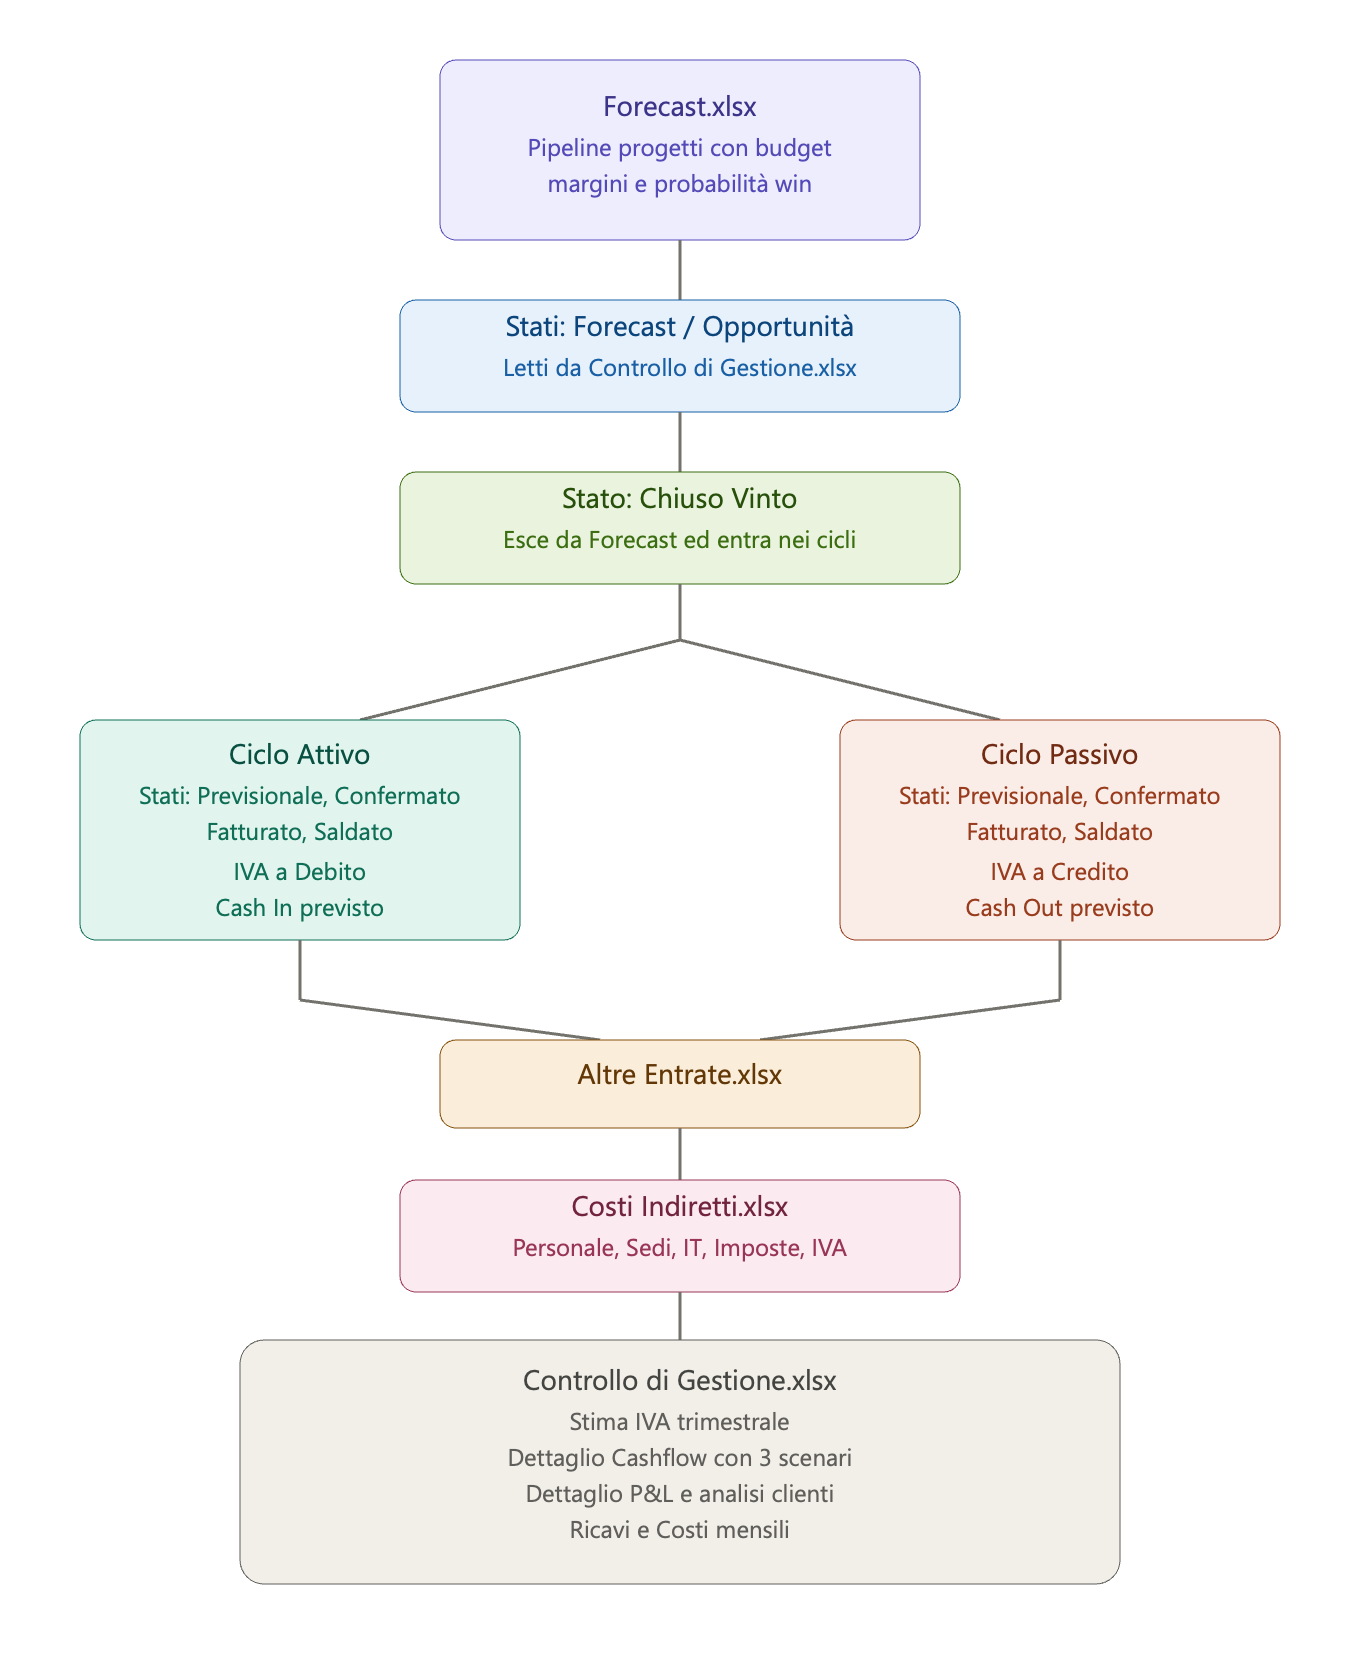 Forecast.xlsx
Pipeline progetti con budget
margini e probabilità win
Stati: Forecast / Opportunità
Letti da Controllo di Gestione.xlsx
Stato: Chiuso Vinto
Esce da Forecast ed entra nei cicli
Ciclo Attivo
Stati: Previsionale, Confermato
Fatturato, Saldato
IVA a Debito
Cash In previsto
Ciclo Passivo
Stati: Previsionale, Confermato
Fatturato, Saldato
IVA a Credito
Cash Out previsto
Altre Entrate.xlsx
Costi Indiretti.xlsx
Personale, Sedi, IT, Imposte, IVA
Controllo di Gestione.xlsx
Stima IVA trimestrale
Dettaglio Cashflow con 3 scenari
Dettaglio P&L e analisi clienti
Ricavi e Costi mensili